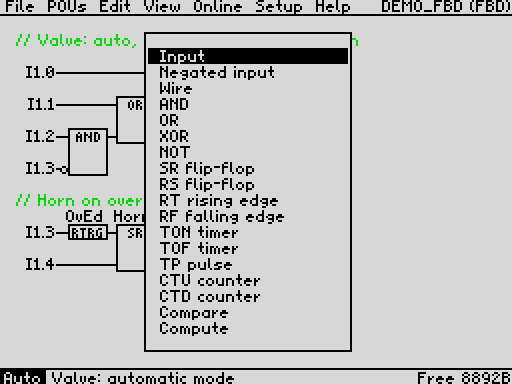 File POUs Edit View Online Setup Help DEMO_FBD (FBD)
// Valve: auto,
Input
Negated input
Wire
AND
OR
XOR
NOT
SR flip-flop
RS flip-flop
RT rising edge
RF falling edge
TON timer
TOF timer
TP pulse
CTU counter
CTD counter
Compare
Compute
I1.0
I1.1
OR
I1.2
AND
I1.3
// Horn on over
OvEd Horn
I1.3
RTRG
SR
I1.4
Auto Valve: automatic mode Free 8892B